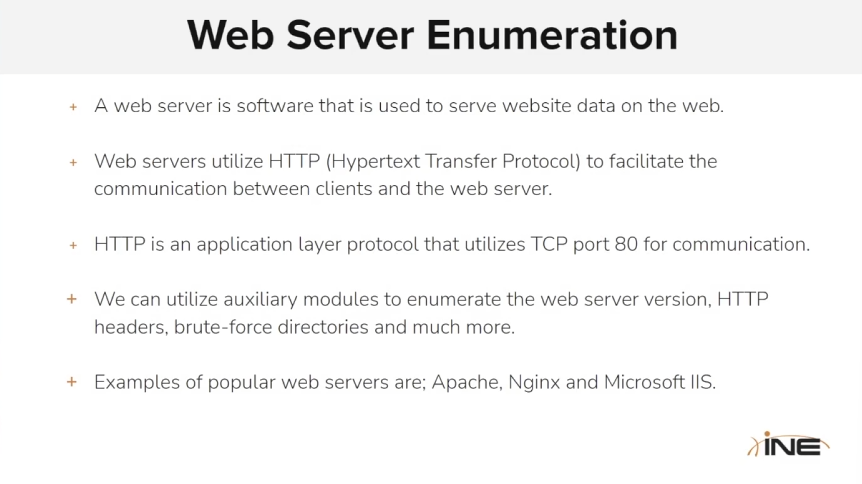 Web Server Enumeration
+ A web server is software that is used to serve website data on the web.
+ Web servers utilize HTTP (Hypertext Transfer Protocol) to facilitate the
communication between clients and the web server.
+ HTTP is an application layer protocol that utilizes TCP port 80 for communication.
+ We can utilize auxiliary modules to enumerate the web server version, HTTP
headers, brute-force directories and much more.
+ Examples of popular web servers are; Apache, Nginx and Microsoft IIS.
INE